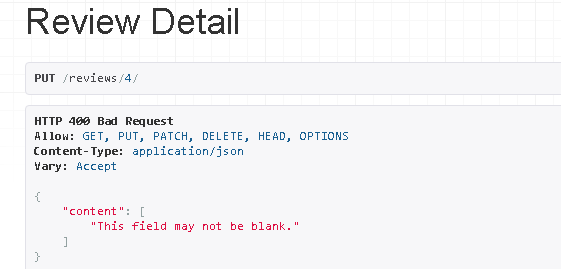 Review Detail
PUT /reviews/4/
HTTP 400 Bad Request
Allow: GET, PUT, PATCH, DELETE, HEAD, OPTIONS
Content-Type: application/json
Vary: Accept
{
    "content": [
        "This field may not be blank."
    ]
}